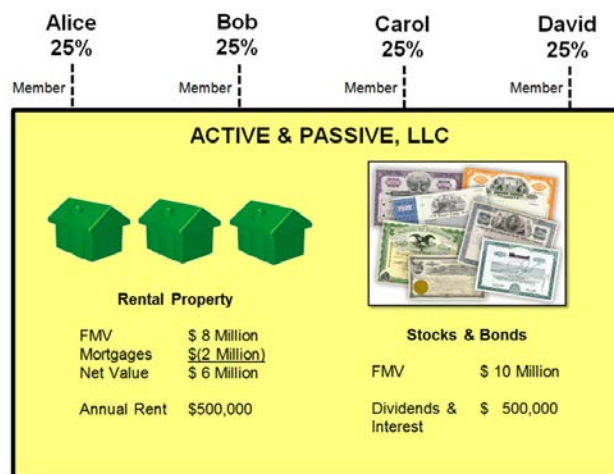 Alice Bob Carol David
25% 25% 25% 25%
Member Member Member Member
ACTIVE & PASSIVE, LLC
Rental Property
FMV $ 8 Million
Mortgages $(2 Million)
Net Value $ 6 Million
Annual Rent $500,000
Stocks & Bonds
FMV $ 10 Million
Dividends & $ 500,000
Interest